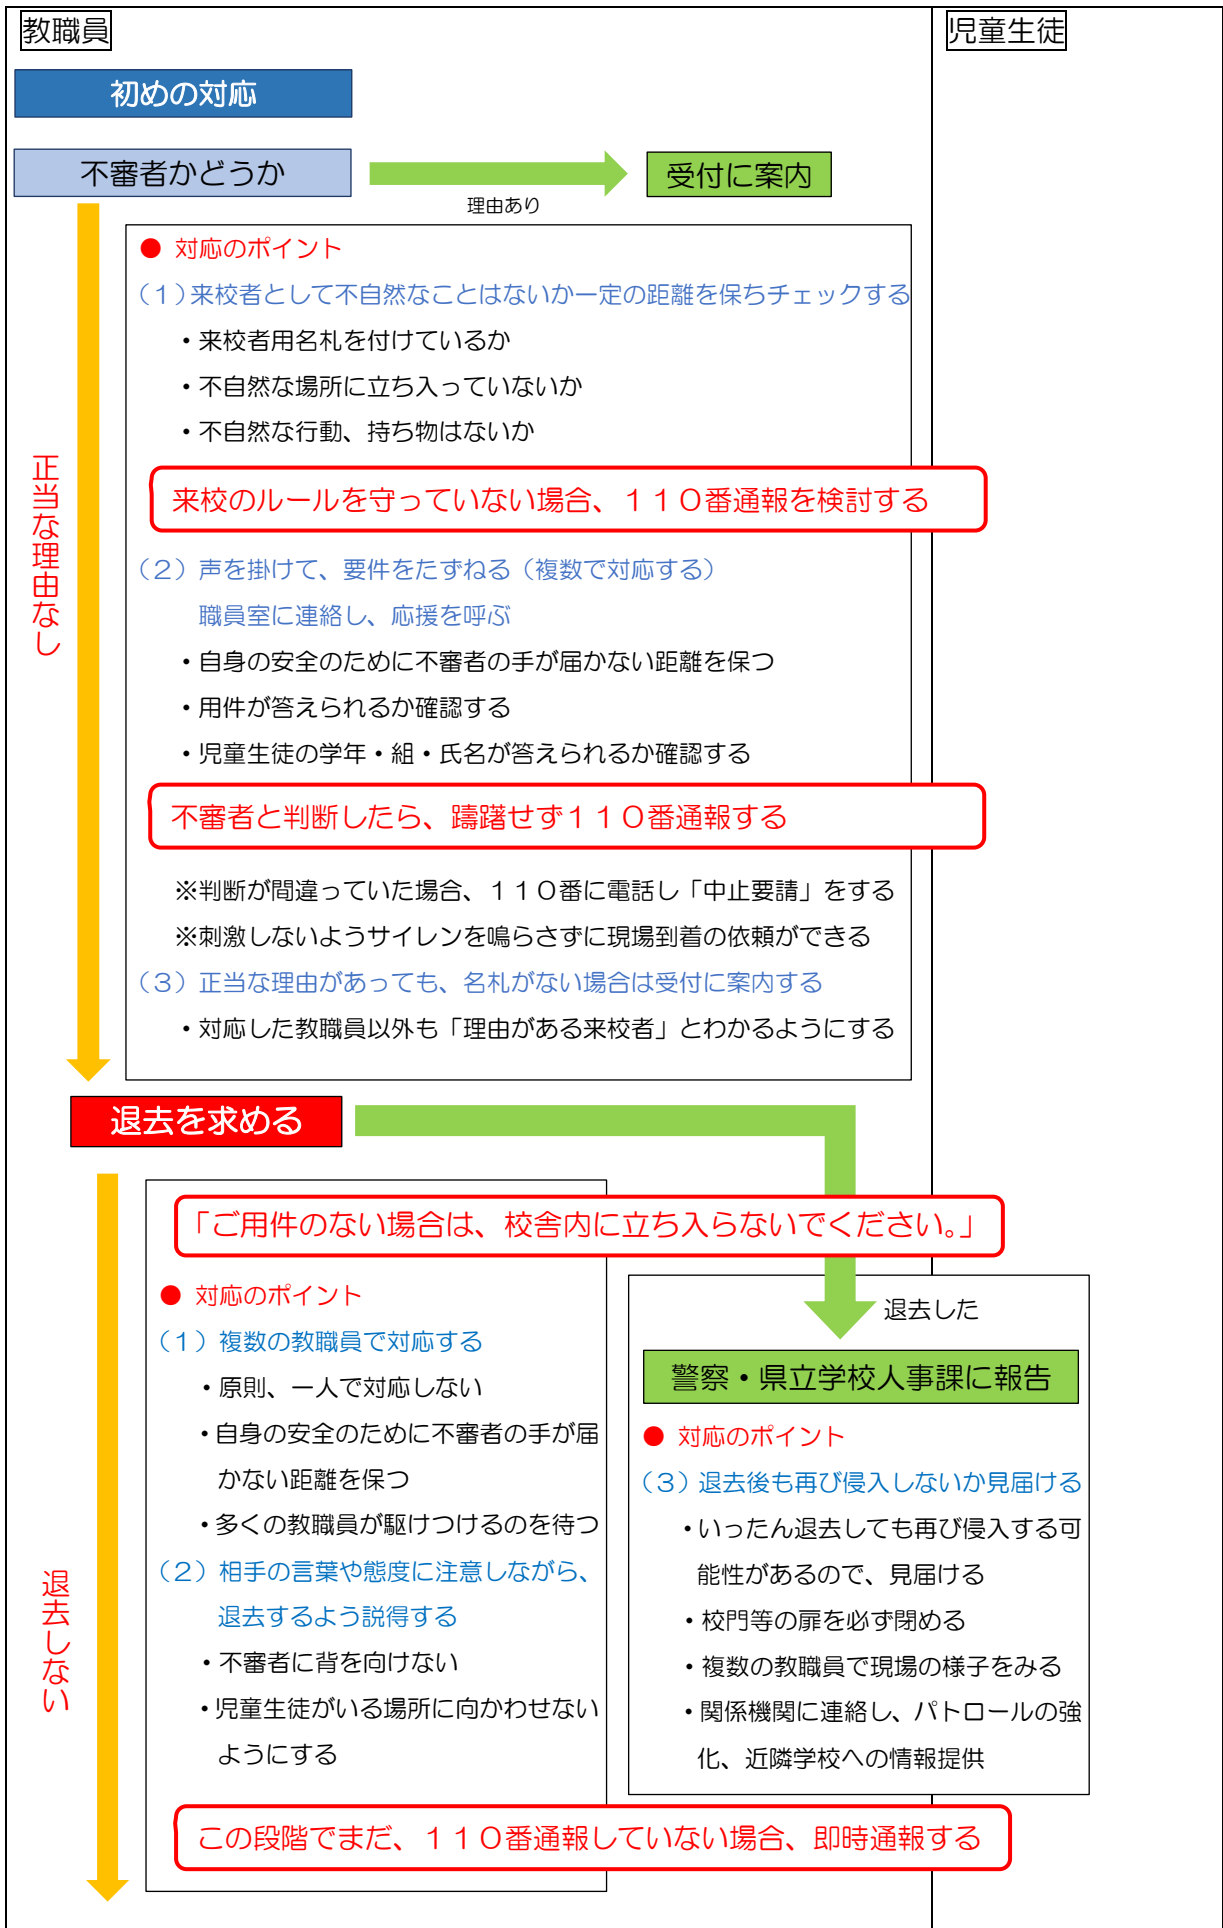 教職員
児童生徒
初めの対応
不審者かどうか
受付に案内
理由あり
● 対応のポイント
（１）来校者として不自然なことはないか一定の距離を保ちチェックする
・来校者用名札を付けているか
・不自然な場所に立ち入っていないか
・不自然な行動、持ち物はないか
来校のルールを守っていない場合、１１０番通報を検討する
正当な理由なし
（２）声を掛けて、要件をたずねる（複数で対応する）
職員室に連絡し、応援を呼ぶ
・自身の安全のために不審者の手が届かない距離を保つ
・用件が答えられるか確認する
・児童生徒の学年・組・氏名が答えられるか確認する
不審者と判断したら、躊躇せず１１０番通報する
※判断が間違っていた場合、１１０番に電話し「中止要請」をする
※刺激しないようサイレンを鳴らさずに現場到着の依頼ができる
（３）正当な理由があっても、名札がない場合は受付に案内する
・対応した教職員以外も「理由がある来校者」とわかるようにする
退去を求める
「ご用件のない場合は、校舎内に立ち入らないでください。」
● 対応のポイント
（１）複数の教職員で対応する
・原則、一人で対応しない
・自身の安全のために不審者の手が届
かない距離を保つ
・多くの教職員が駆けつけるのを待つ
（２）相手の言葉や態度に注意しながら、
退去するよう説得する
・不審者に背を向けない
・児童生徒がいる場所に向かわせない
ようにする
退去しない
退去した
警察・県立学校人事課に報告
● 対応のポイント
（３）退去後も再び侵入しないか見届ける
・いったん退去しても再び侵入する可
能性があるので、見届ける
・校門等の扉を必ず閉める
・複数の教職員で現場の様子をみる
・関係機関に連絡し、パトロールの強
化、近隣学校への情報提供
この段階でまだ、１１０番通報していない場合、即時通報する